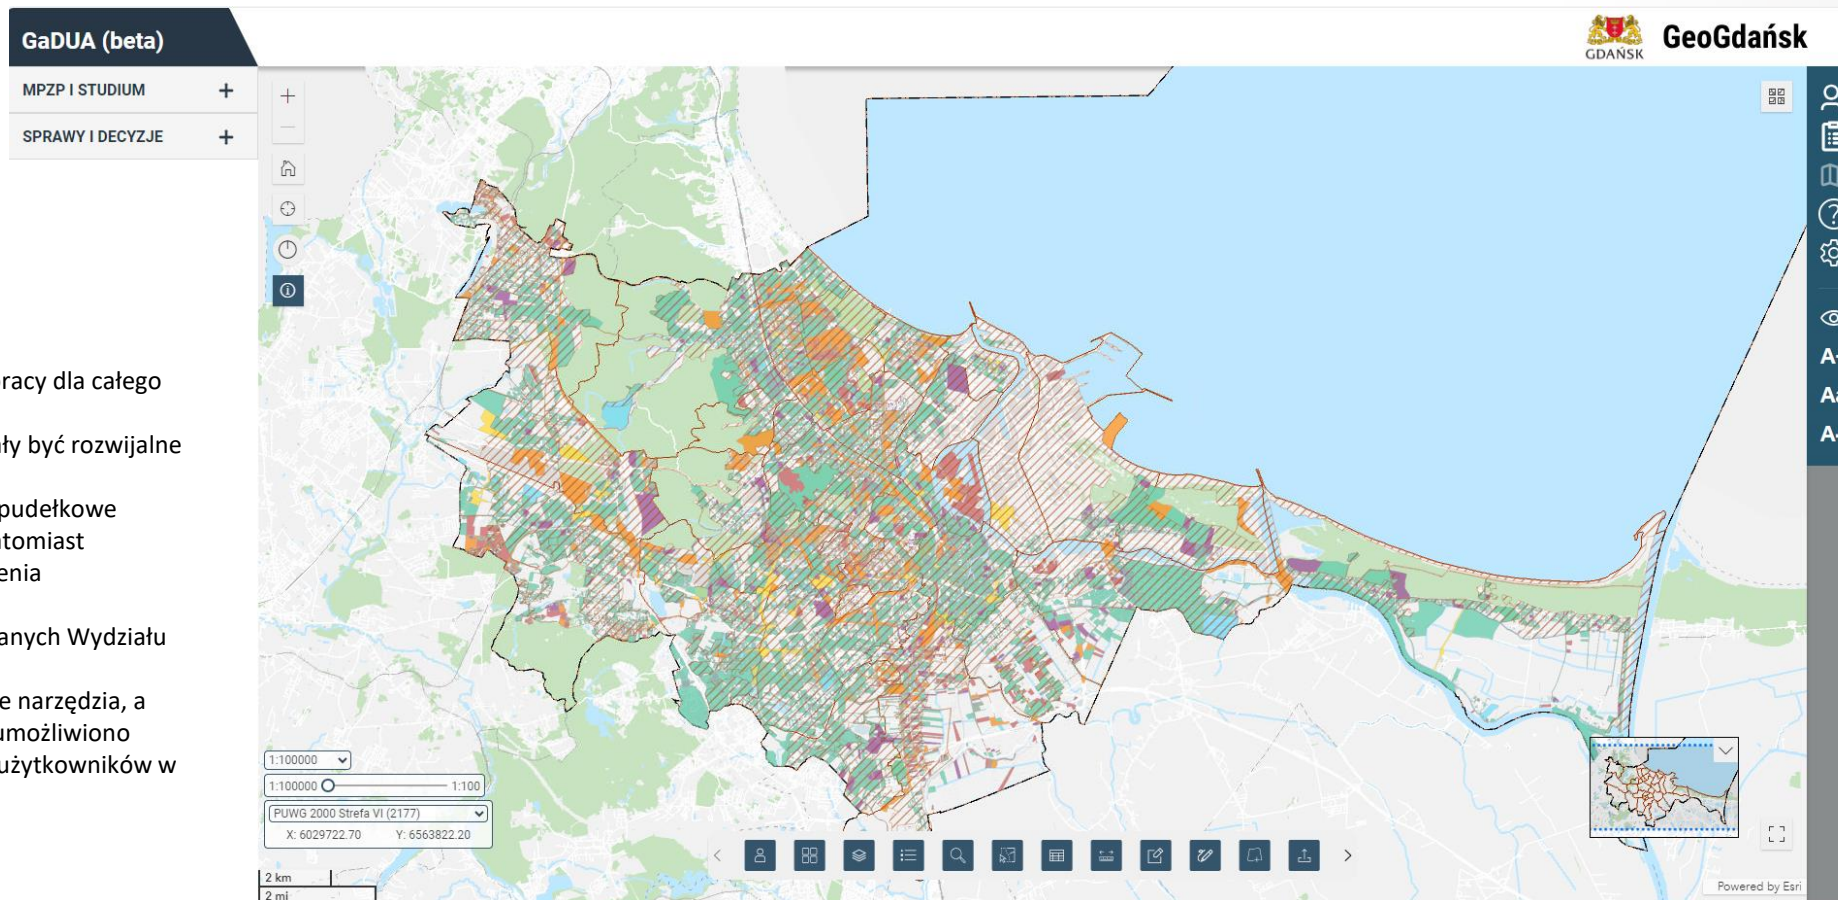 GaDUA (beta)
GDAŃSK
GeoGdańsk
MPZP I STUDIUM
SPRAWY I DECYZJE
pracy dla całego
ły być rozwijalne
pudełkowe
tomiast
enia
anych Wydziału
e narzędzia, a
umożliwiono
użytkowników w
A
Aa
A-
1:100000
1:100000 1:100
PUWG 2000 Strefa VI (2177)
X: 6029722.70 Y: 6563822.20
2 km
2 mi
Powered by Esri